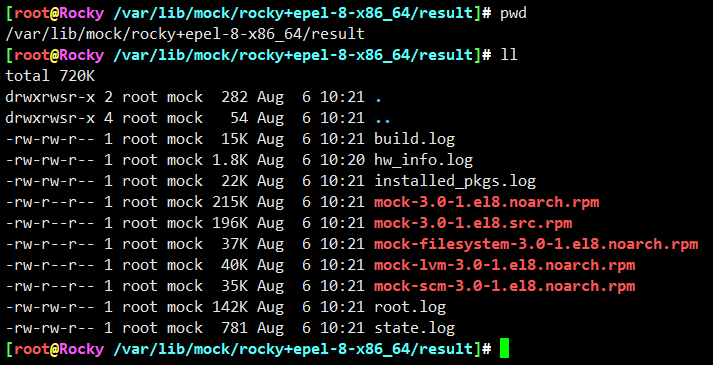 [root@Rocky /var/lib/mock/rocky+epel-8-x86_64/result]# pwd
/var/lib/mock/rocky+epel-8-x86_64/result
[root@Rocky /var/lib/mock/rocky+epel-8-x86_64/result]# ll
total 720K
drwxrwsr-x 2 root mock  282 Aug  6 10:21 .
drwxrwsr-x 4 root mock   54 Aug  6 10:21 ..
-rw-rw-r-- 1 root mock  15K Aug  6 10:21 build.log
-rw-rw-r-- 1 root mock 1.8K Aug  6 10:20 hw_info.log
-rw-rw-r-- 1 root mock  22K Aug  6 10:21 installed_pkgs.log
-rw-rw-r-- 1 root mock 215K Aug  6 10:21 mock-3.0-1.el8.noarch.rpm
-rw-rw-r-- 1 root mock 196K Aug  6 10:21 mock-3.0-1.el8.src.rpm
-rw-rw-r-- 1 root mock  37K Aug  6 10:21 mock-filesystem-3.0-1.el8.noarch.rpm
-rw-rw-r-- 1 root mock  40K Aug  6 10:21 mock-lvm-3.0-1.el8.noarch.rpm
-rw-rw-r-- 1 root mock  35K Aug  6 10:21 mock-scm-3.0-1.el8.noarch.rpm
-rw-rw-r-- 1 root mock 142K Aug  6 10:21 root.log
-rw-rw-r-- 1 root mock  781 Aug  6 10:21 state.log
[root@Rocky /var/lib/mock/rocky+epel-8-x86_64/result]#